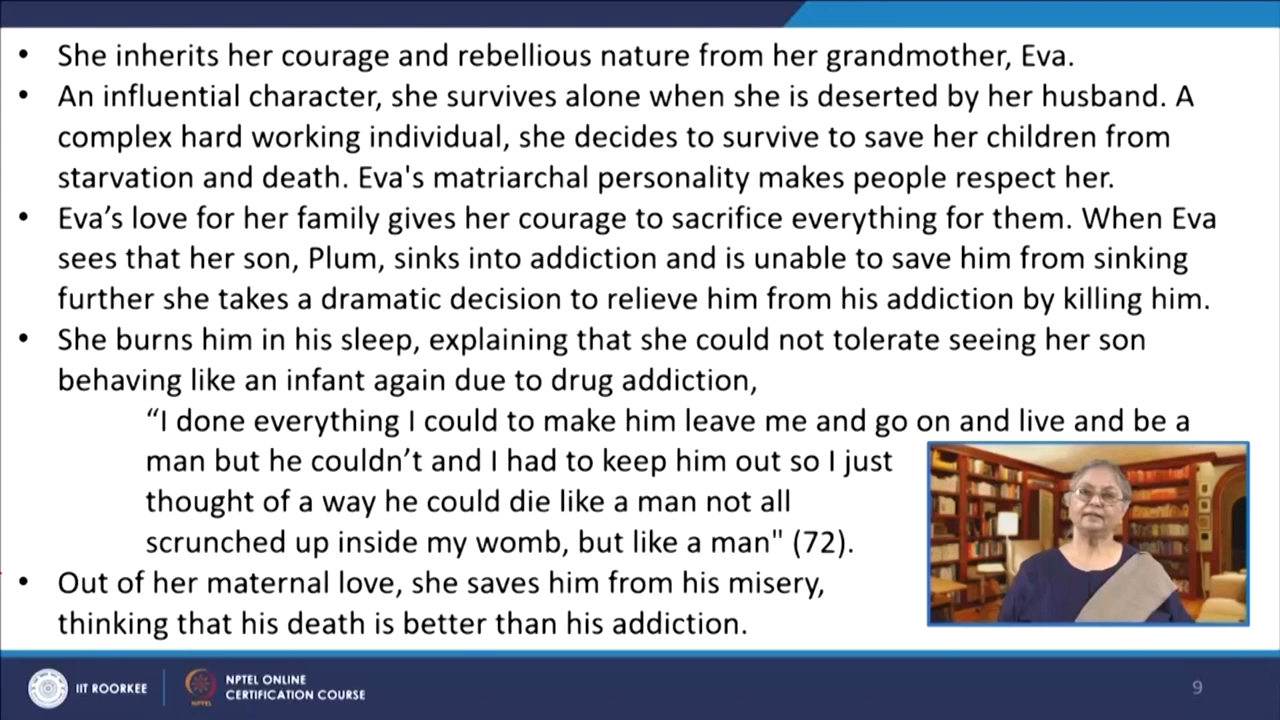 • She inherits her courage and rebellious nature from her grandmother, Eva.
• An influential character, she survives alone when she is deserted by her husband. A
complex hard working individual, she decides to survive to save her children from
starvation and death. Eva's matriarchal personality makes people respect her.
• Eva’s love for her family gives her courage to sacrifice everything for them. When Eva
sees that her son, Plum, sinks into addiction and is unable to save him from sinking
further she takes a dramatic decision to relieve him from his addiction by killing him.
• She burns him in his sleep, explaining that she could not tolerate seeing her son
behaving like an infant again due to drug addiction,
“I done everything I could to make him leave me and go on and live and be a
man but he couldn’t and I had to keep him out so I just
thought of a way he could die like a man not all
scrunched up inside my womb, but like a man" (72).
• Out of her maternal love, she saves him from his misery,
thinking that his death is better than his addiction.
IIT ROORKEE
NPTEL
NPTEL ONLINE
CERTIFICATION COURSE
9